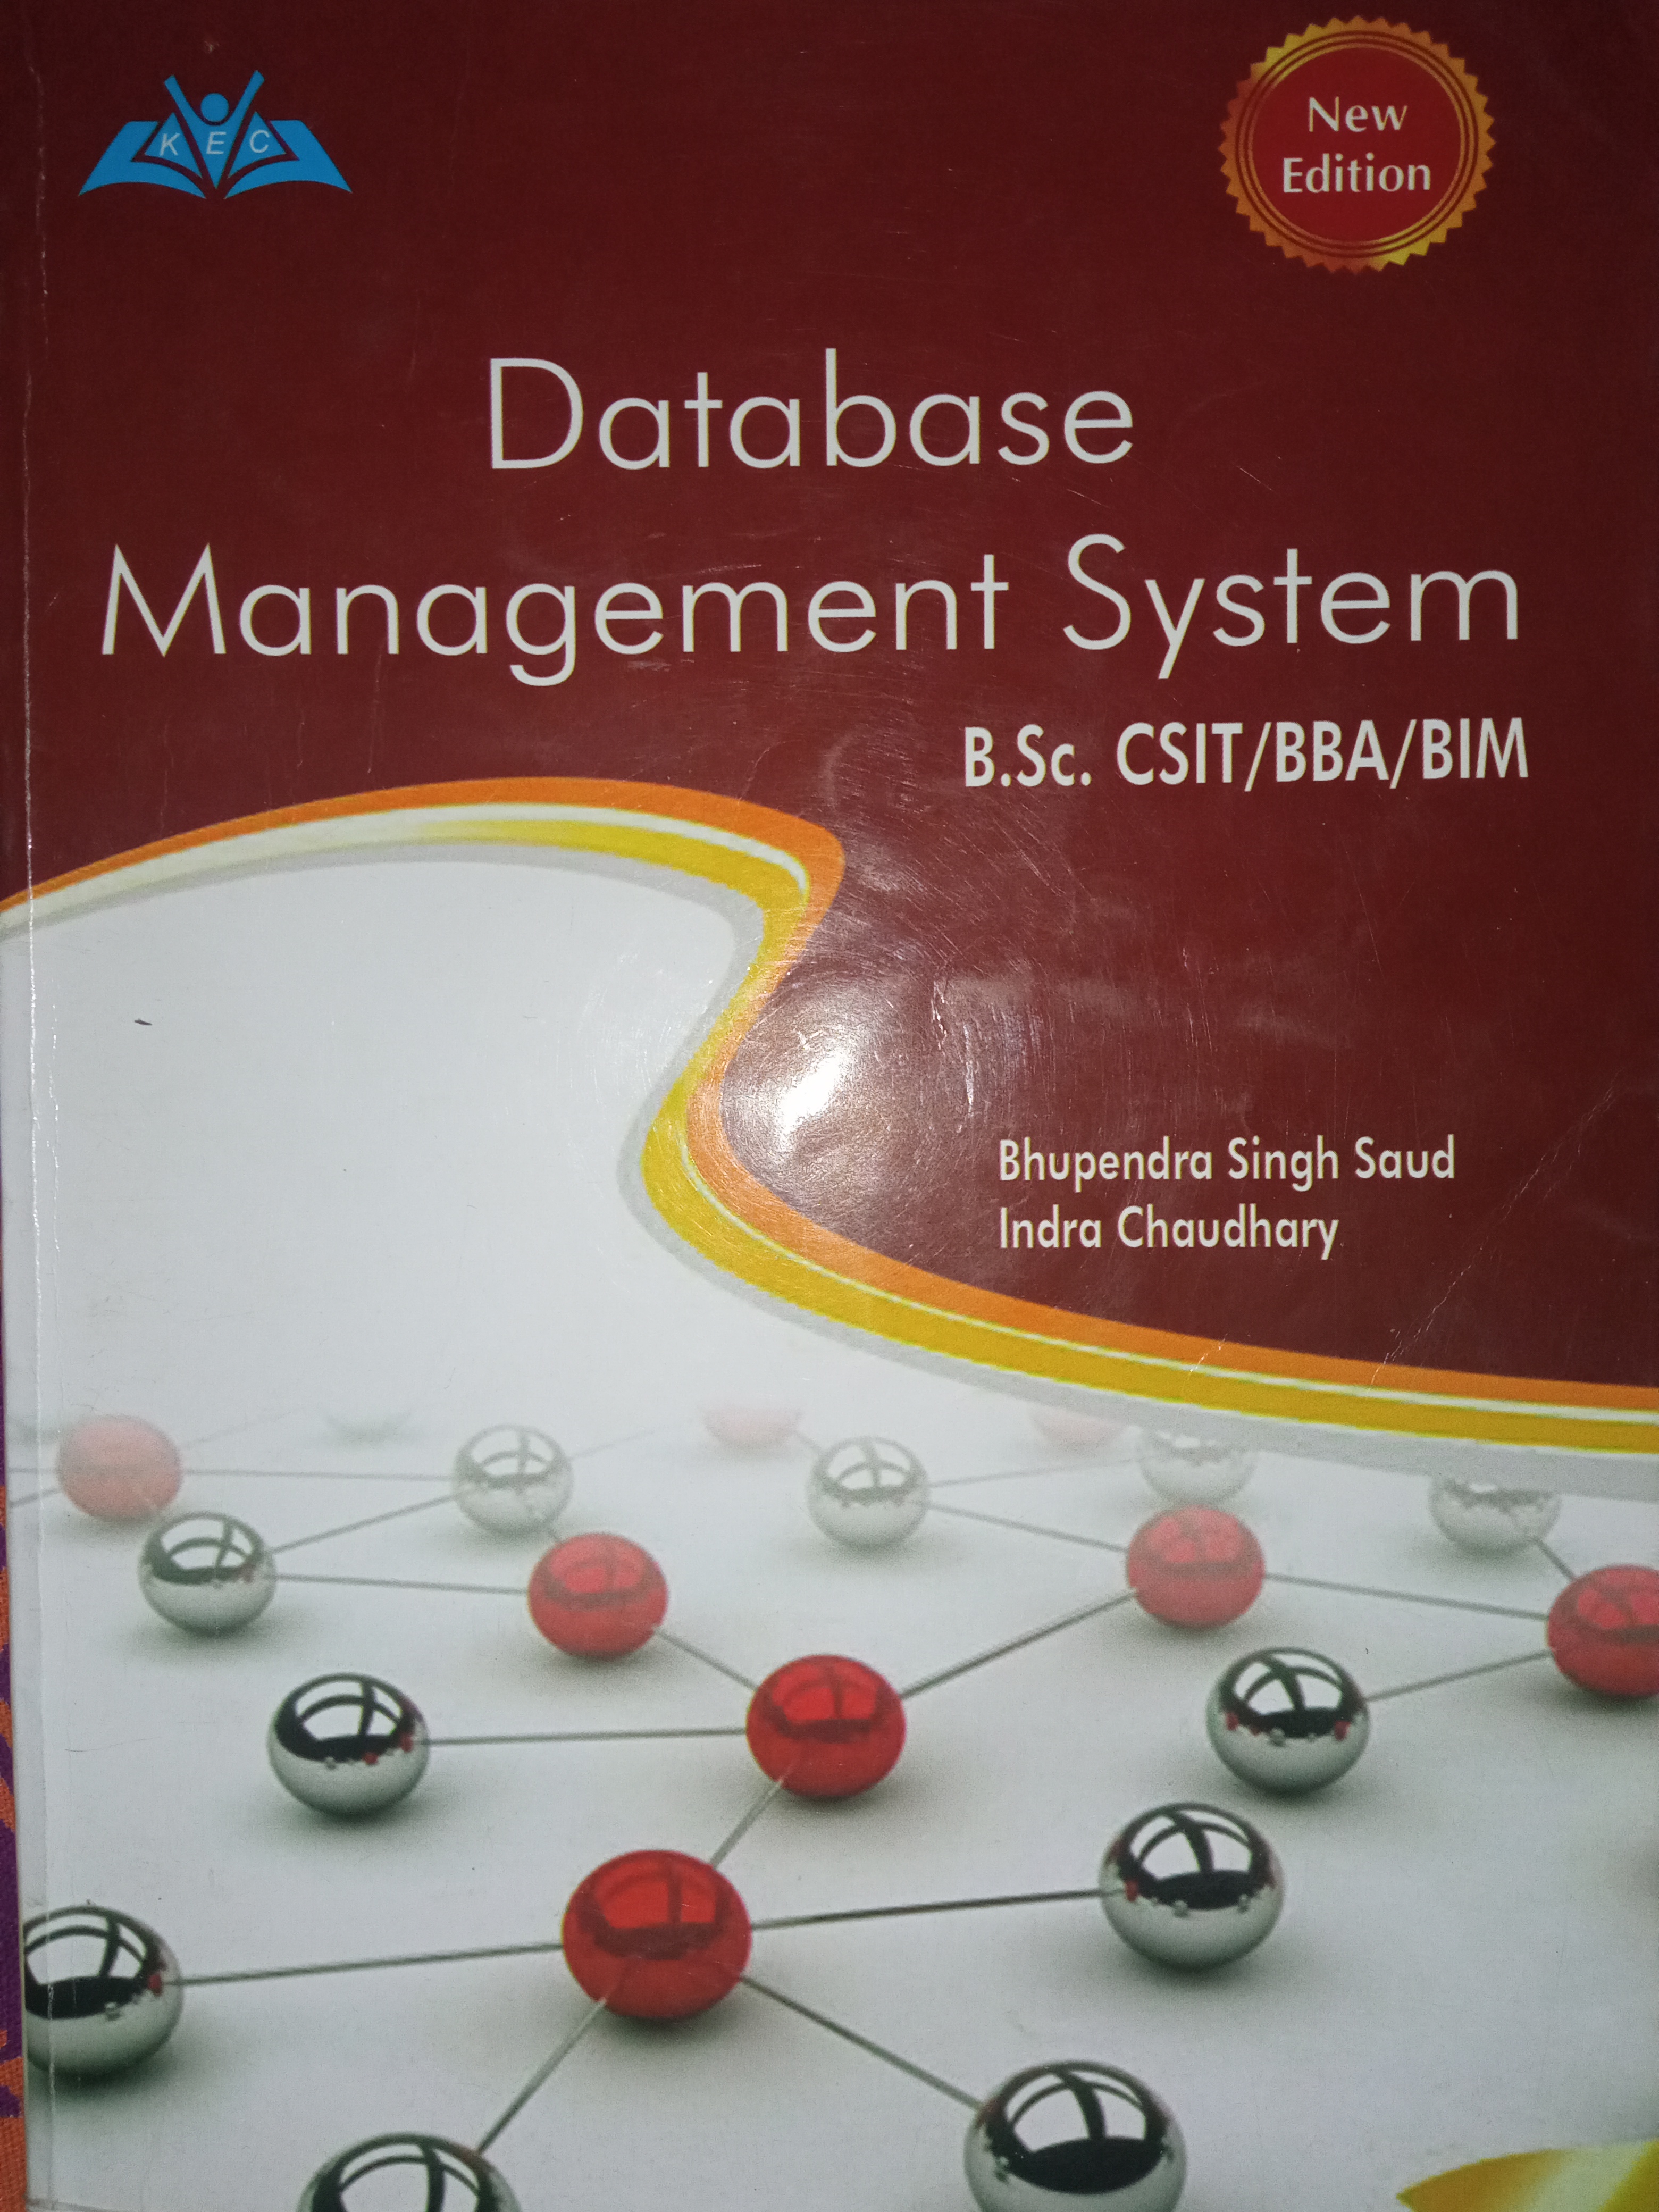 KEC
New
Edition
Database
Management System
B.Sc. CSIT/BBA/BIM
Bhupendra Singh Saud
Indra Chaudhary